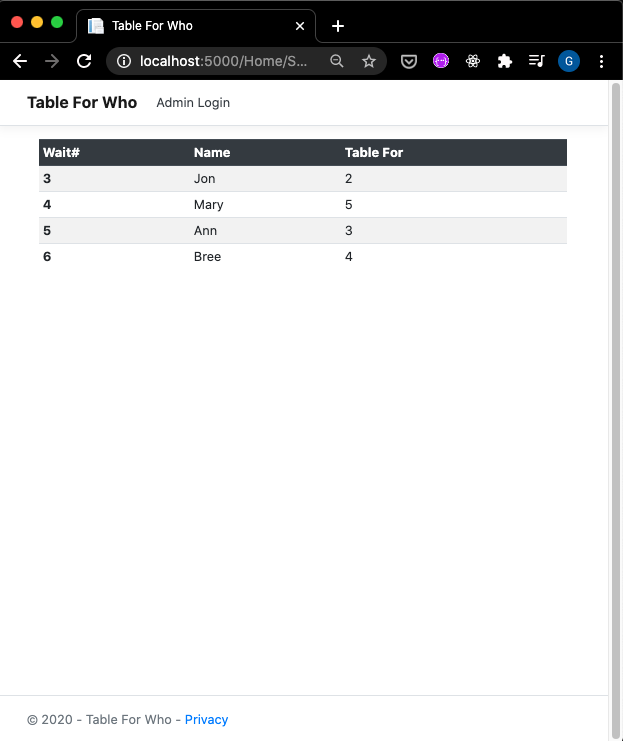 Table For Who
localhost:5000/Home/S...
G
Table For Who Admin Login
Wait# Name Table For
3 Jon 2
4 Mary 5
5 Ann 3
6 Bree 4
© 2020 - Table For Who - Privacy